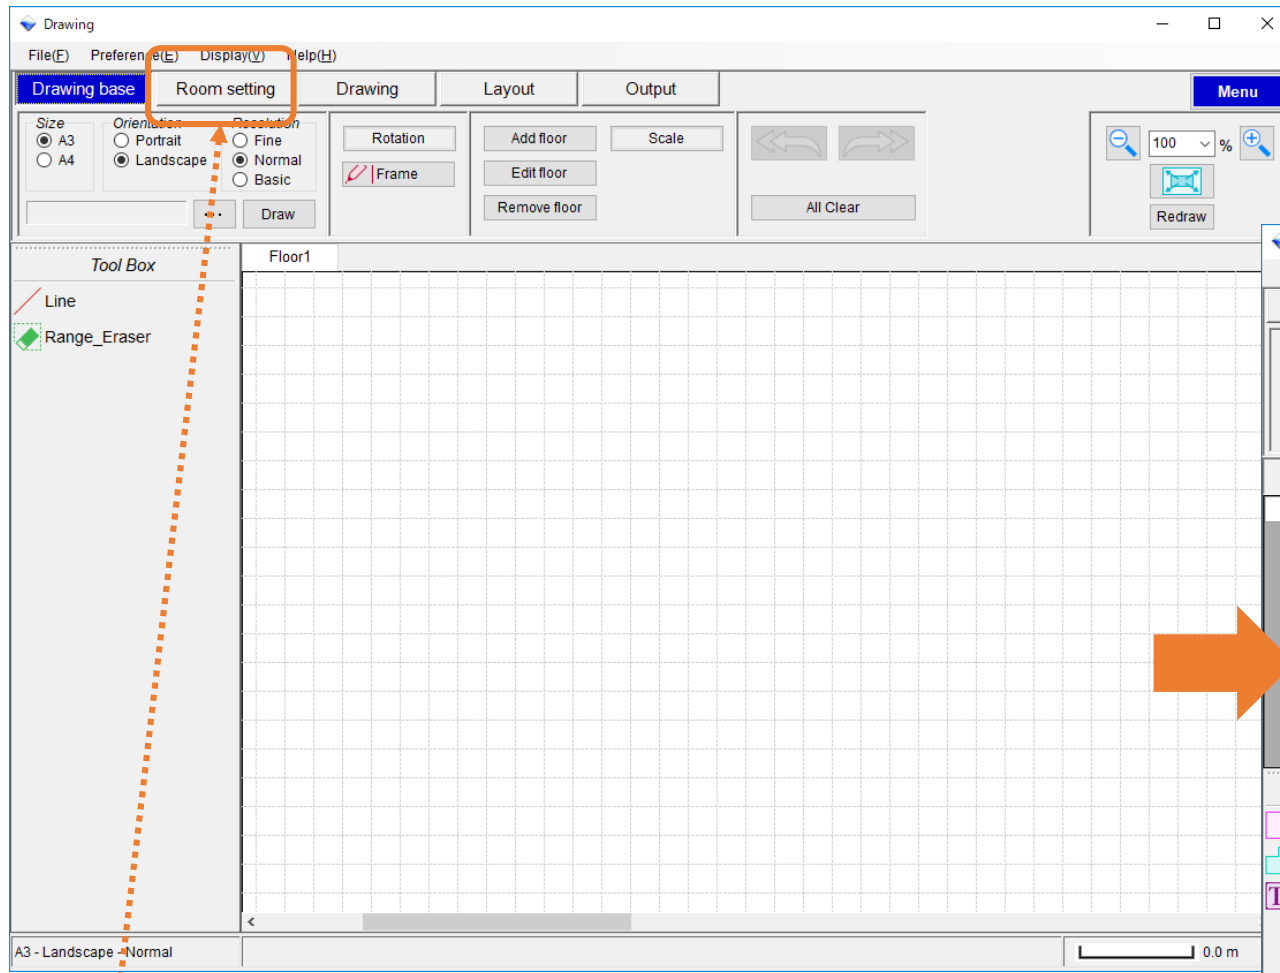 Drawing
File(F) Preference(E) Display(V) Help(H)
Drawing base Room setting Drawing Layout Output Menu
Size Orientation Resolution
A3 Portrait Fine
A4 Landscape Normal
Basic
Draw
Rotation
Frame
Add floor Scale
Edit floor
Remove floor
All Clear
100 %
Redraw
Tool Box
Floor1
Line
Range_Eraser
A3 - Landscape - Normal
0.0 m
T